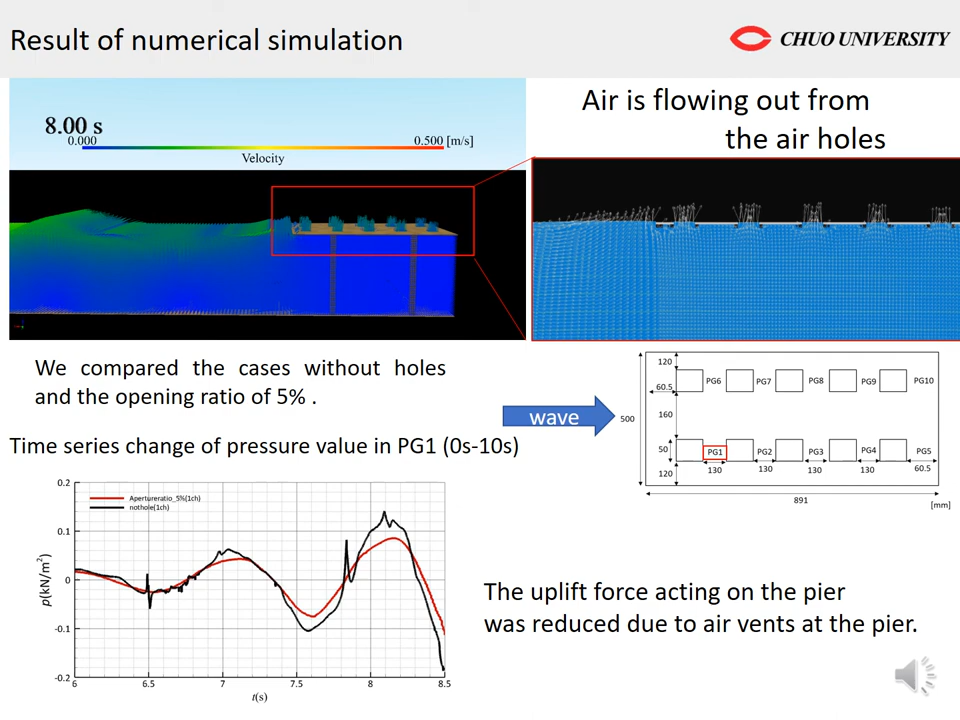 Result of numerical simulation
CHUO UNIVERSITY
8.00 s
0.000
0.500 [m/s]
Velocity
Air is flowing out from
the air holes
We compared the cases without holes
and the opening ratio of 5% .
Time series change of pressure value in PG1 (0s-10s)
wave
120
60.5
PG6
PG7
PG8
PG9
PG10
500
160
50
PG1
PG2
PG3
PG4
PG5
120
130
130
130
130
60.5
891
[mm]
Apertureratio_5%(1ch)
nothole(1ch)
0.2
0.1
0
-0.1
-0.2
p(kN/m²)
6
6.5
7
7.5
8
8.5
t(s)
The uplift force acting on the pier
was reduced due to air vents at the pier.